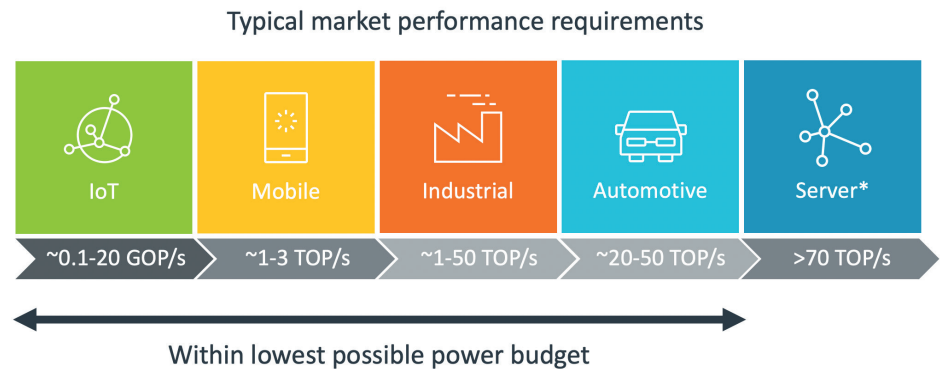 Typical market performance requirements
IoT
Mobile
Industrial
Automotive
Server*
~0.1-20 GOP/s
~1-3 TOP/s
~1-50 TOP/s
~20-50 TOP/s
>70 TOP/s
Within lowest possible power budget